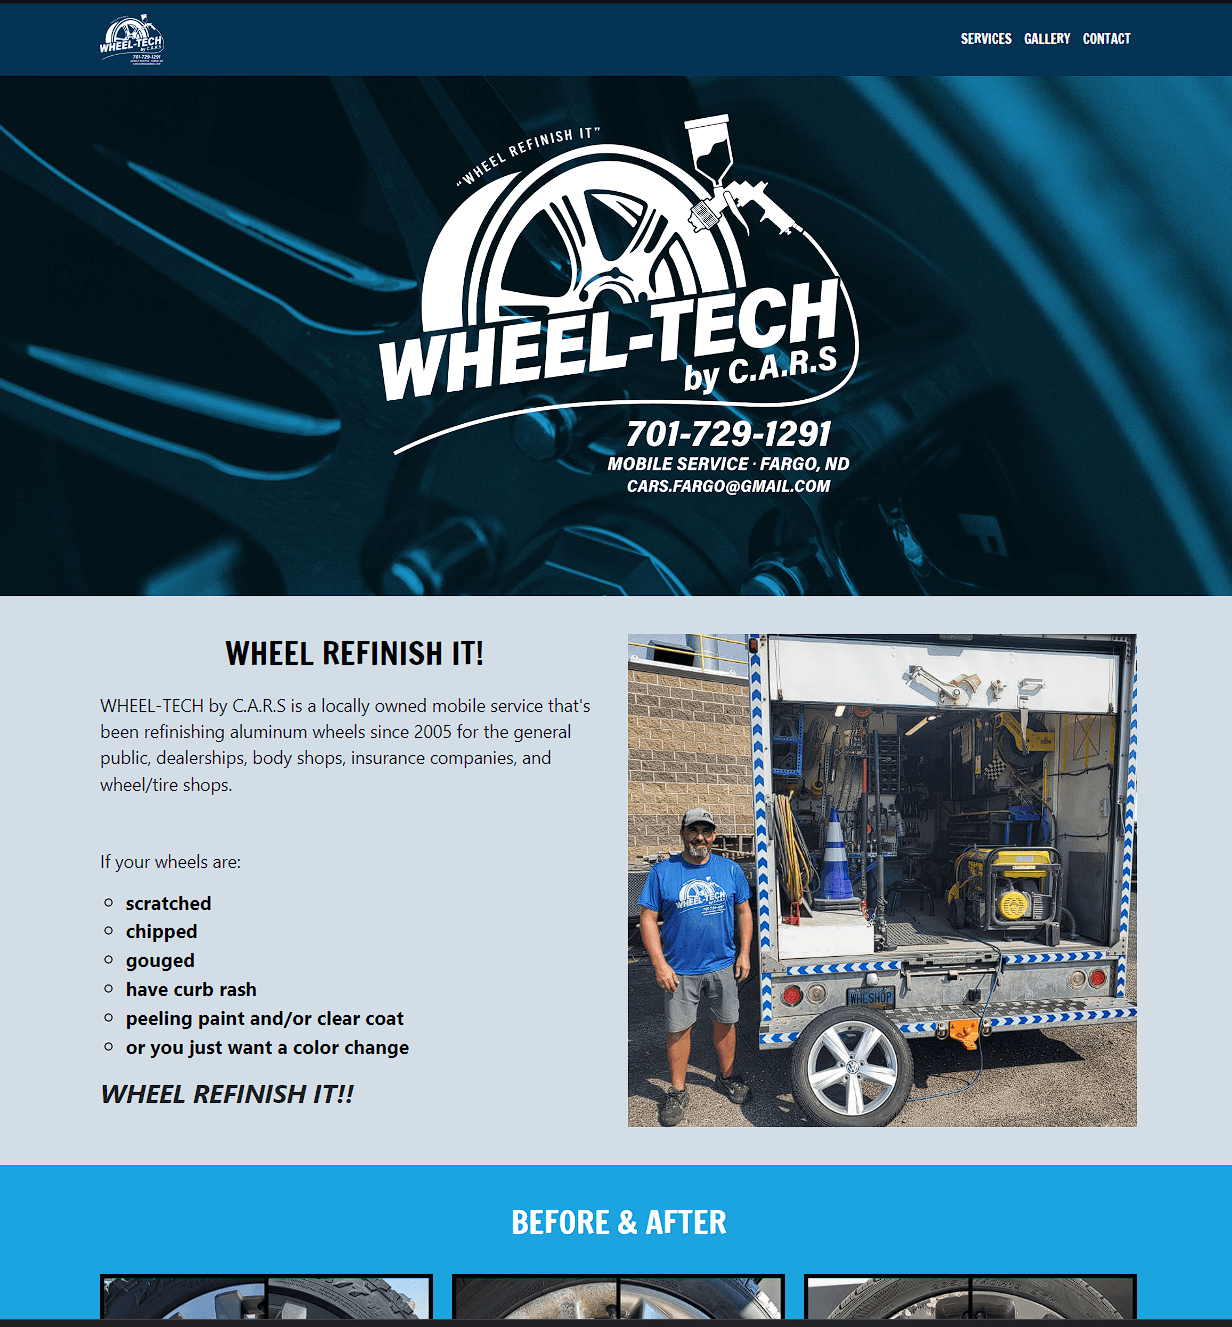 WHEEL-TECH
by C.A.R.S
701-729-1291
SERVICES GALLERY CONTACT
"WHEEL REFINISH IT"
WHEEL-TECH
by C.A.R.S
701-729-1291
MOBILE SERVICE · FARGO, ND
CARS.FARGO@GMAIL.COM
WHEEL REFINISH IT!
WHEEL-TECH by C.A.R.S is a locally owned mobile service that's
been refinishing aluminum wheels since 2005 for the general
public, dealerships, body shops, insurance companies, and
wheel/tire shops.
If your wheels are:
scratched
chipped
gouged
have curb rash
peeling paint and/or clear coat
or you just want a color change
WHEEL REFINISH IT!!
WHEEL-TECH
WHLSHOP
BEFORE & AFTER